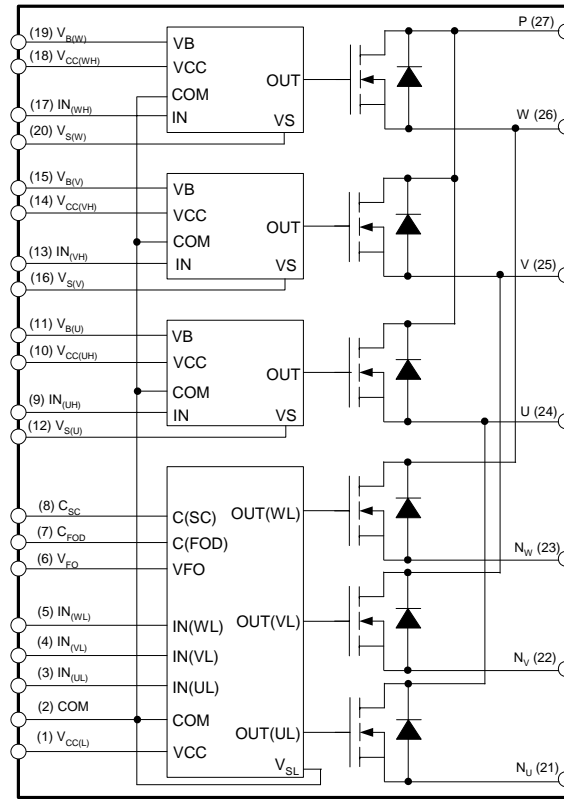 (19) VB(W)
(18) VCC(WH)
(17) IN(WH)
(20) VS(W)
VB
VCC
COM
IN
OUT
VS
P (27)
W (26)
(15) VB(V)
(14) VCC(VH)
(13) IN(VH)
(16) VS(V)
VB
VCC
COM
IN
OUT
VS
V (25)
(11) VB(U)
(10) VCC(UH)
(9) IN(UH)
(12) VS(U)
VB
VCC
COM
IN
OUT
VS
U (24)
(8) CSC
(7) CFOD
(6) VFO
(5) IN(WL)
(4) IN(VL)
(3) IN(UL)
(2) COM
(1) VCC(L)
C(SC)
C(FOD)
VFO
IN(WL)
IN(VL)
IN(UL)
COM
VCC
OUT(WL)
OUT(VL)
OUT(UL)
VSL
NW (23)
NV (22)
NU (21)